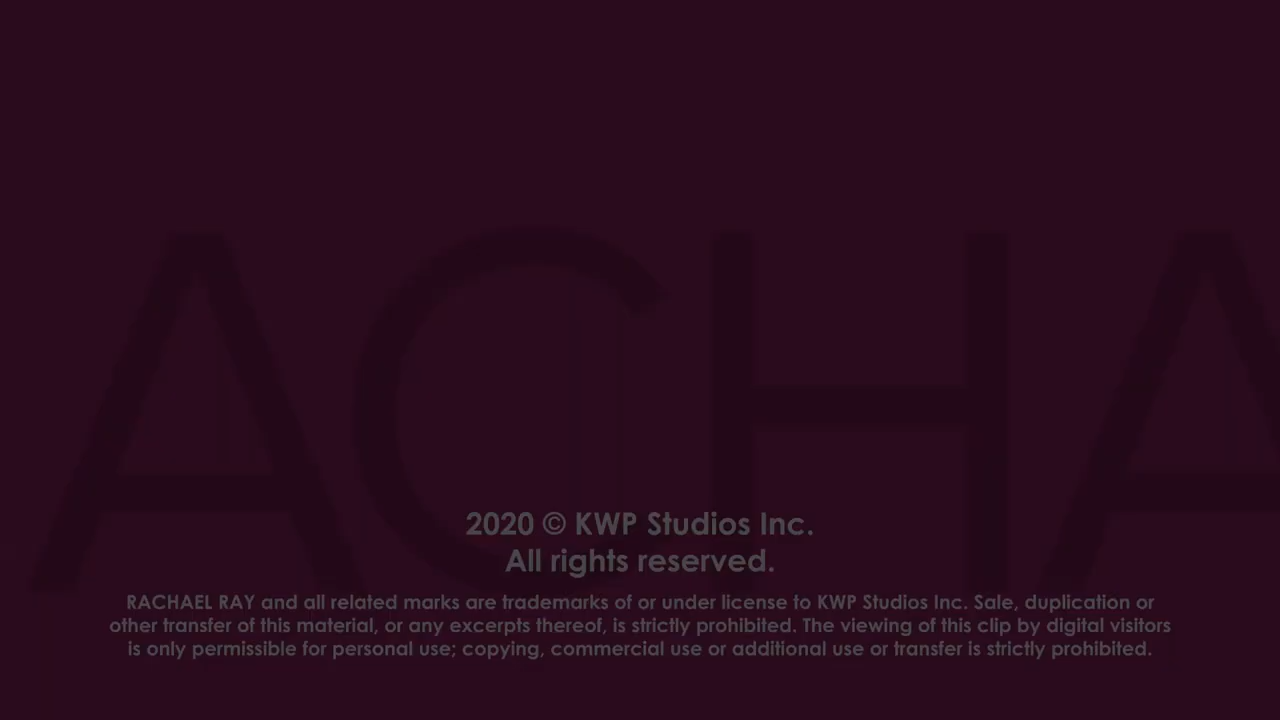 ACHA
2020 © KWP Studios Inc.
All rights reserved.
RACHAEL RAY and all related marks are trademarks of or under license to KWP Studios Inc. Sale, duplication or
other transfer of this material, or any excerpts thereof, is strictly prohibited. The viewing of this clip by digital visitors
is only permissible for personal use; copying, commercial use or additional use or transfer is strictly prohibited.